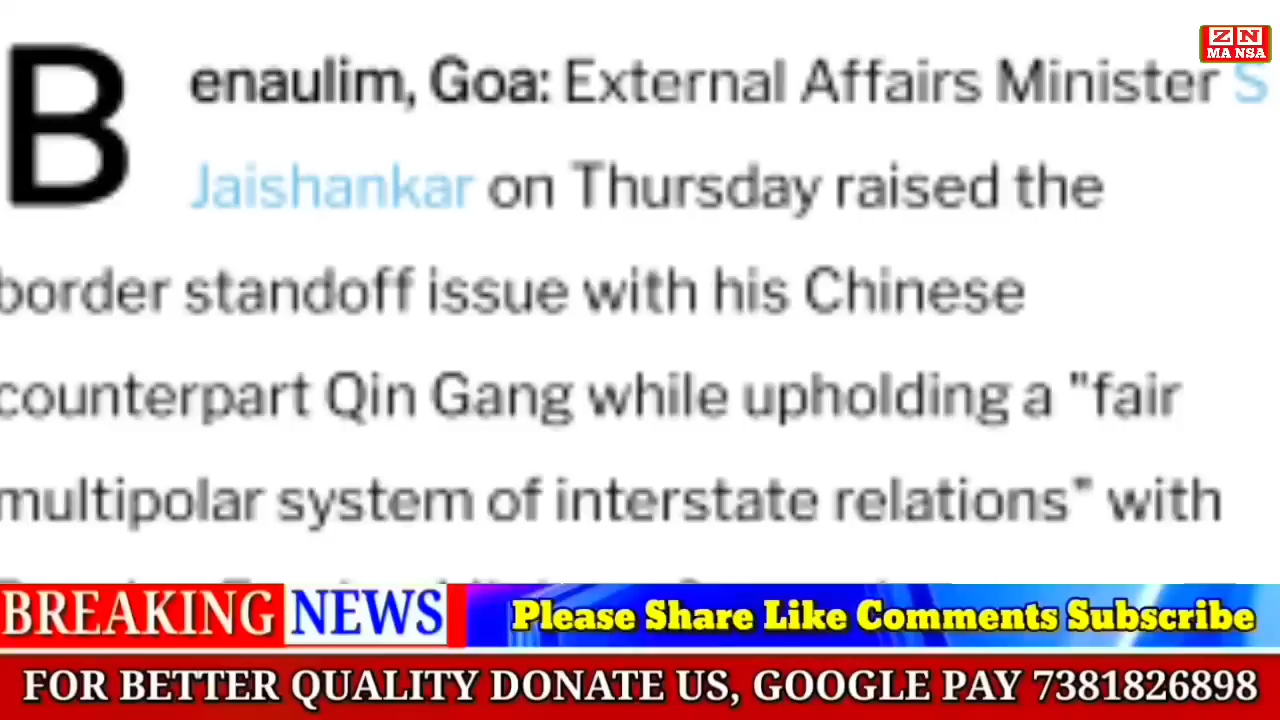 ZN
MANSA
Benaulim, Goa: External Affairs Minister S
Jaishankar on Thursday raised the
border standoff issue with his Chinese
counterpart Qin Gang while upholding a "fair
multipolar system of interstate relations" with
BREAKING NEWS
Please Share Like Comments Subscribe
FOR BETTER QUALITY DONATE US, GOOGLE PAY 7381826898